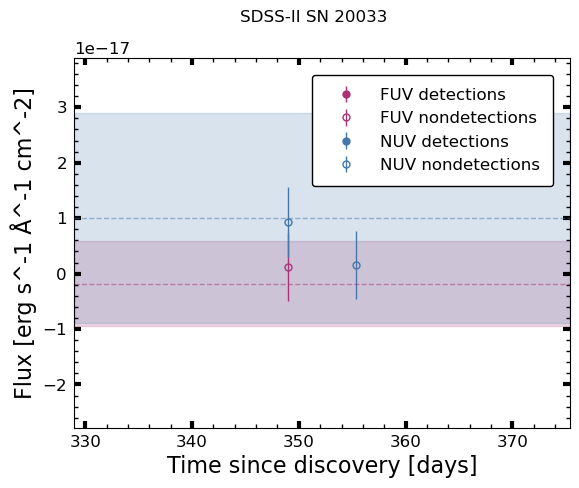 SDSS-II SN 20033
1e−17
FUV detections
FUV nondetections
NUV detections
NUV nondetections
3
2
1
0
−1
−2
Flux [erg s^-1 Å^-1 cm^-2]
330
340
350
360
370
Time since discovery [days]